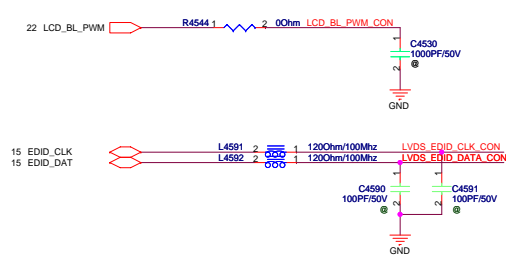 22 LCD_BL_PWM R4544 1 2 0Ohm LCD_BL_PWM_CON
1
C4530
1000PF/50V
2 @
GND
15 EDID_CLK L4591 2 1 120Ohm/100Mhz LVDS_EDID_CLK_CON
15 EDID_DAT L4592 2 1 120Ohm/100Mhz LVDS_EDID_DATA_CON
1 1
C4590 C4591
100PF/50V 100PF/50V
@ 2 2 @
GND